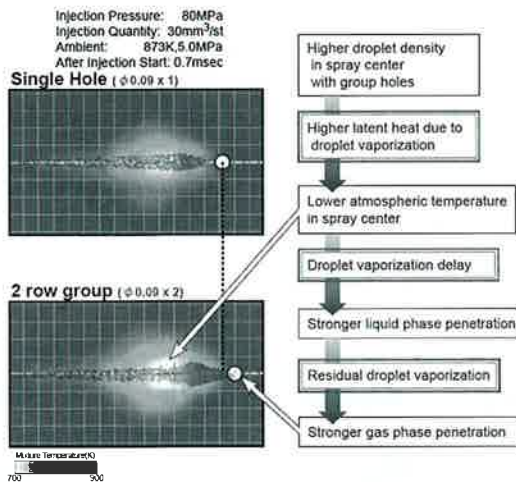 Injection Pressure: 80MPa
Injection Quantity: 30mm³/st
Ambient: 873K,5.0MPa
After Injection Start: 0.7msec
Single Hole (ϕ0.09 x 1)
2 row group (ϕ0.09 x 2)
Mixture Temperature(K)
700 900
Higher droplet density
in spray center
with group holes
Higher latent heat due to
droplet vaporization
Lower atmospheric temperature
in spray center
Droplet vaporization delay
Stronger liquid phase penetration
Residual droplet vaporization
Stronger gas phase penetration